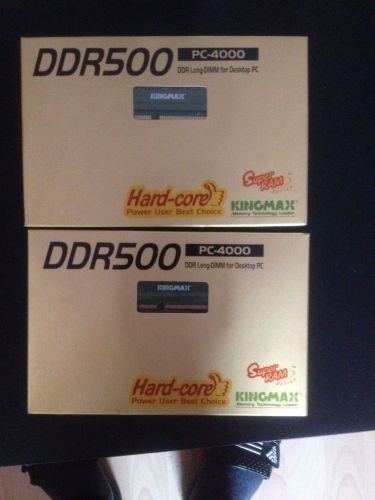 DDR500 PC-4000
DDR Long-DIMM for Desktop PC
KINGMAX
Super
RAM
Series
Hard-core
Power User Best Choice
KINGMAX
Memory Technology Leader
DDR500 PC-4000
DDR Long-DIMM for Desktop PC
KINGMAX
Super
RAM
Series
Hard-core
Power User Best Choice
KINGMAX
Memory Technology Leader